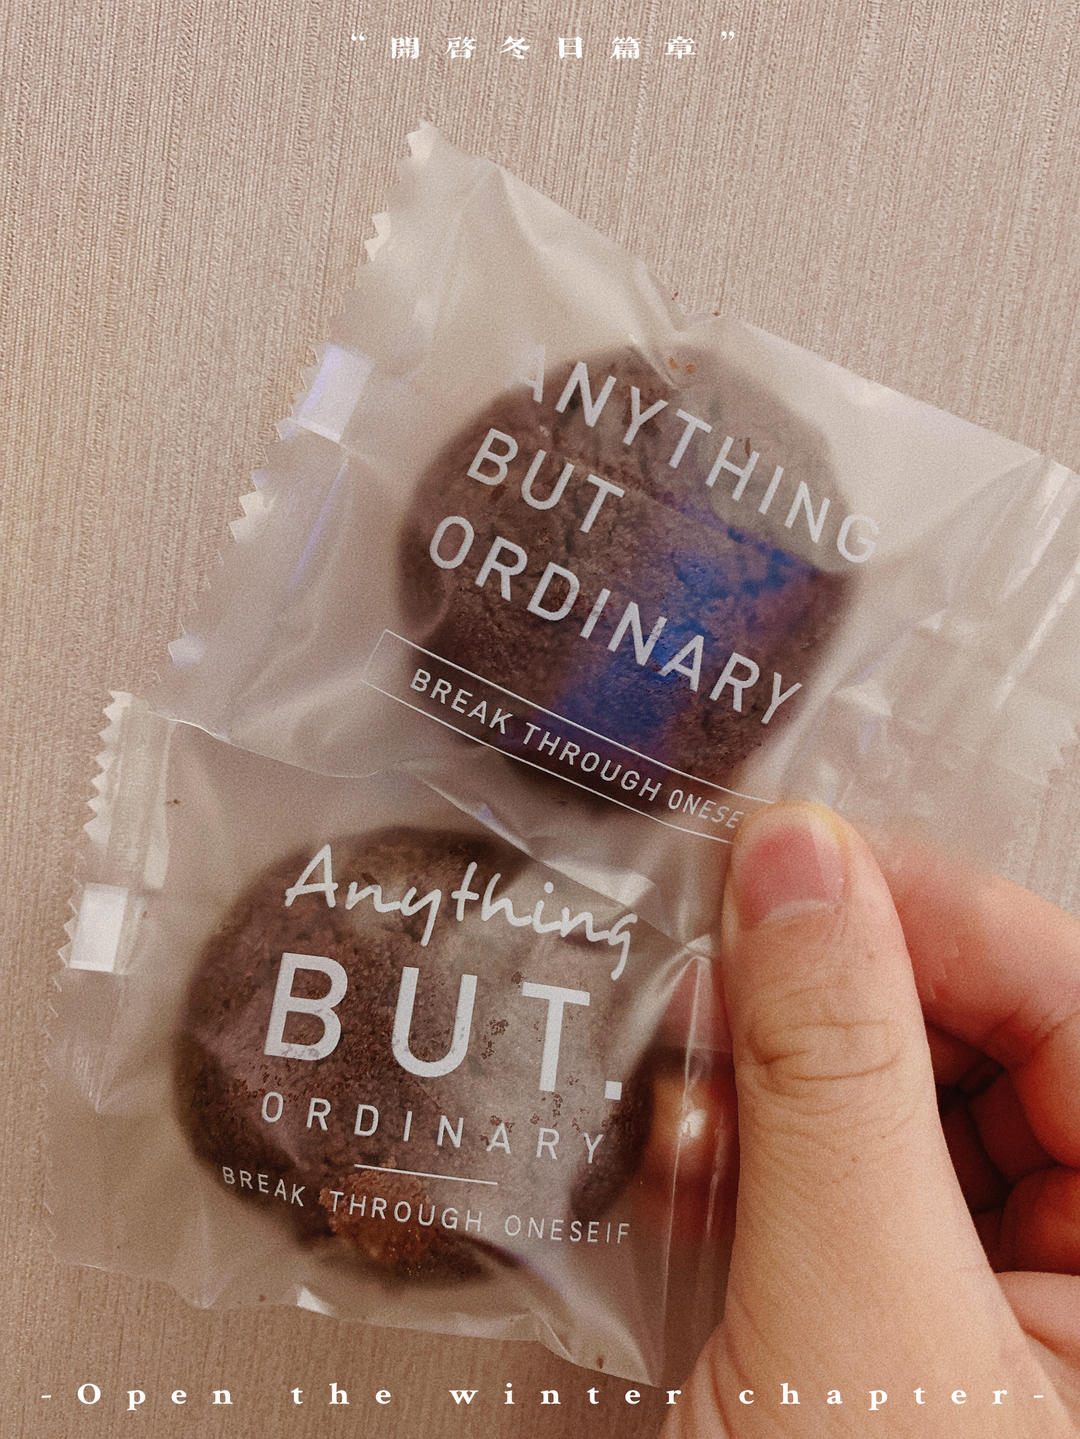 “開啓冬日篇章”
ANYTHING
BUT
ORDINARY
BREAK THROUGH
Anything
BUT.
ORDINARY
BREAK THROUGH ONESEIF
-Open the winter chapter-